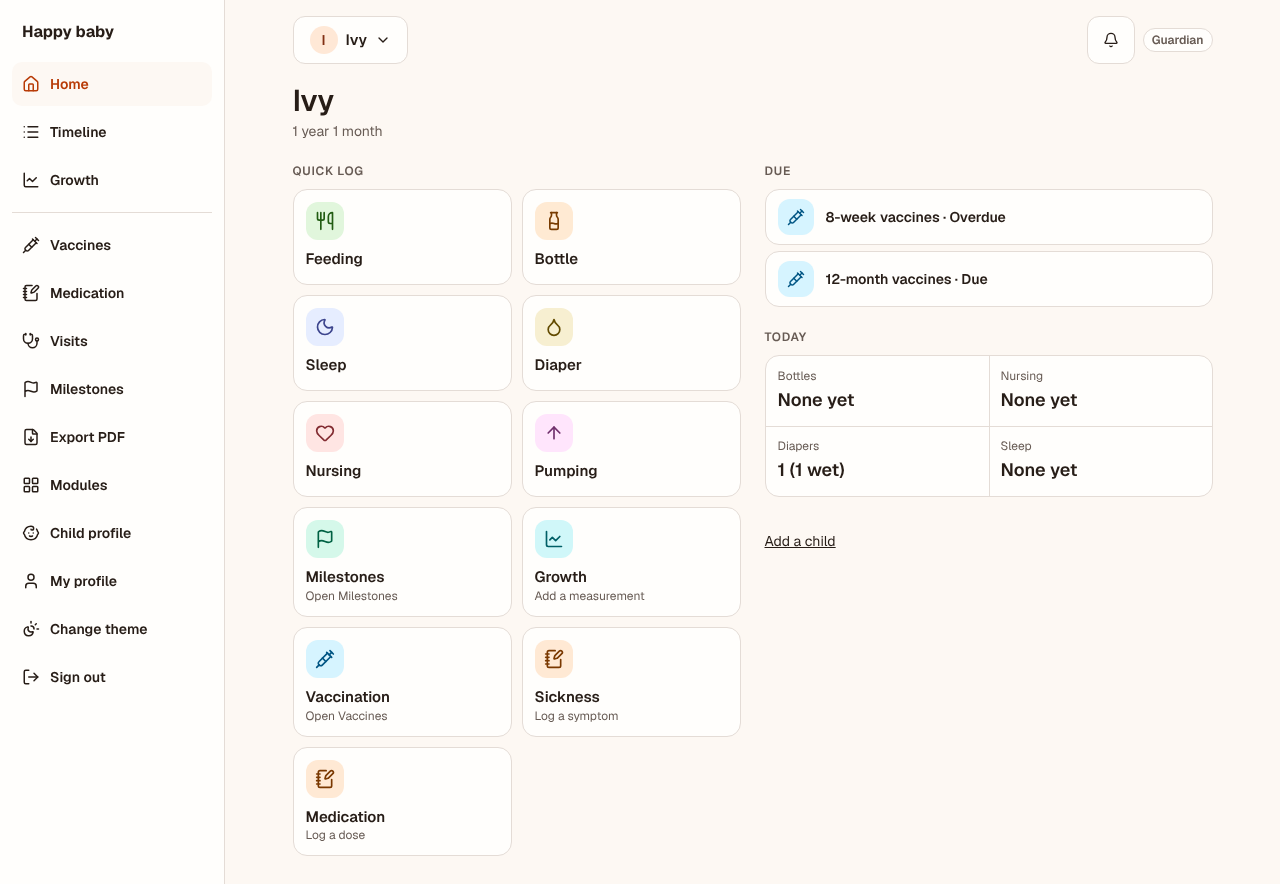 Happy baby
Home
Timeline
Growth
Vaccines
Medication
Visits
Milestones
Export PDF
Modules
Child profile
My profile
Change theme
Sign out
I Ivy
Guardian
Ivy
1 year 1 month
QUICK LOG
Feeding
Bottle
Sleep
Diaper
Nursing
Pumping
Milestones
Open Milestones
Growth
Add a measurement
Vaccination
Open Vaccines
Sickness
Log a symptom
Medication
Log a dose
DUE
8-week vaccines · Overdue
12-month vaccines · Due
TODAY
Bottles
None yet
Nursing
None yet
Diapers
1 (1 wet)
Sleep
None yet
Add a child